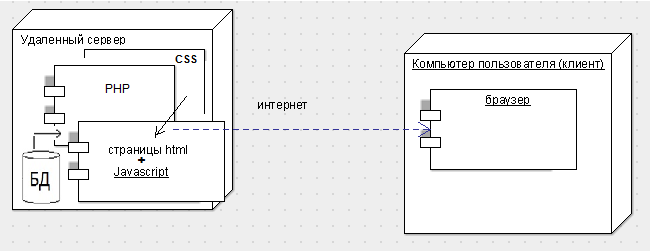 Удаленный сервер
CSS
PHP
страницы html
+
Javascript
БД
интернет
Компьютер пользователя (клиент)
браузер